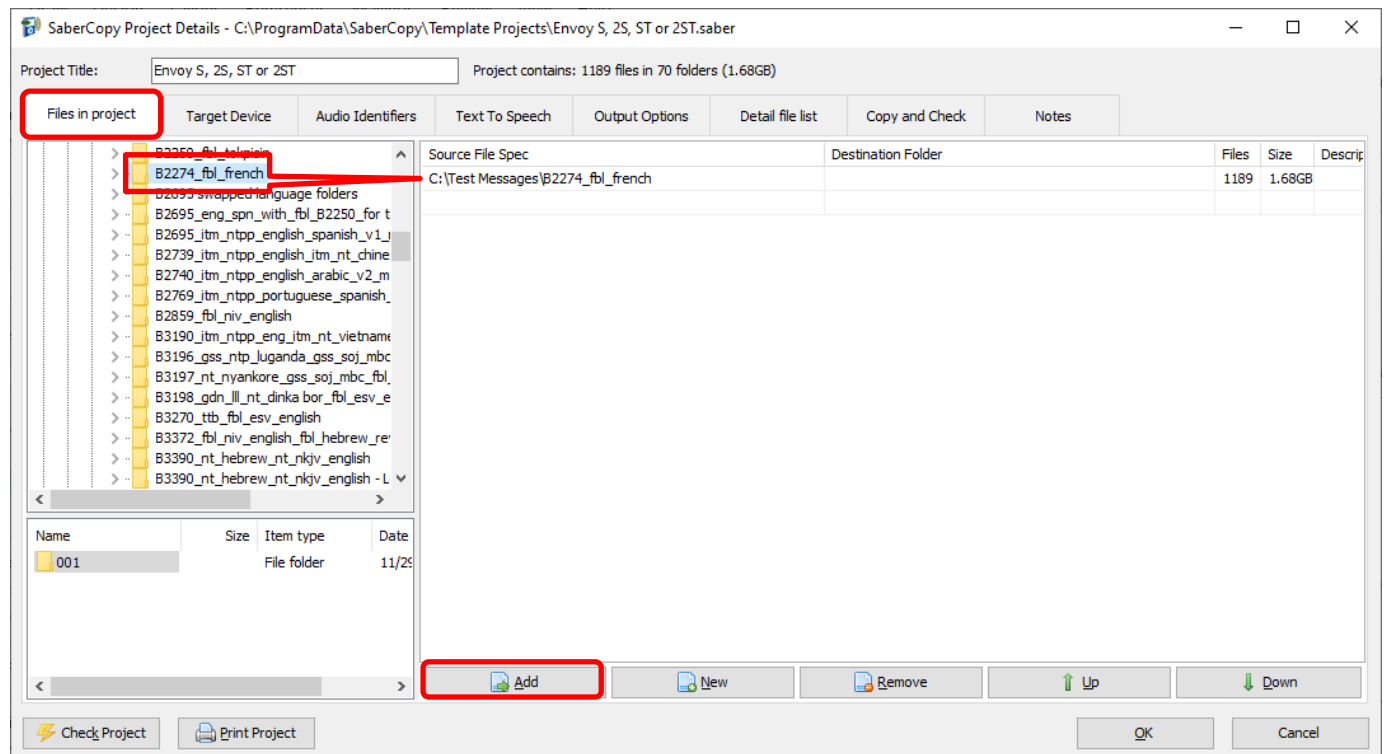 SaberCopy Project Details - C:\ProgramData\SaberCopy\Template Projects\Envoy S, 2S, ST or 2ST.saber
Project Title: Envoy S, 2S, ST or 2ST Project contains: 1189 files in 70 folders (1.68GB)
Files in project Target Device Audio Identifiers Text To Speech Output Options Detail file list Copy and Check Notes
B2250_fbl_tokpisin
B2274_fbl_french
B2695 swapped language folders
B2695_eng_spn_with_fbl_B2250_for t
B2695_itm_ntpp_english_spanish_v1_
B2739_itm_ntpp_english_itm_nt_chine
B2740_itm_ntpp_english_arabic_v2_m
B2769_itm_ntpp_portuguese_spanish_
B2859_fbl_niv_english
B3190_itm_ntpp_eng_itm_nt_vietname
B3196_gss_ntp_luganda_gss_soj_mbc
B3197_nt_nyankore_gss_soj_mbc_fbl_
B3198_gdn_lll_nt_dinka bor_fbl_esv_e
B3270_ttb_fbl_esv_english
B3372_fbl_niv_english_fbl_hebrew_re
B3390_nt_hebrew_nt_nkjv_english
B3390_nt_hebrew_nt_nkjv_english - L
Source File Spec Destination Folder Files Size Descrip
C:\Test Messages\B2274_fbl_french 1189 1.68GB
Name Size Item type Date
001 File folder 11/29
Add New Remove Up Down
Check Project Print Project OK Cancel